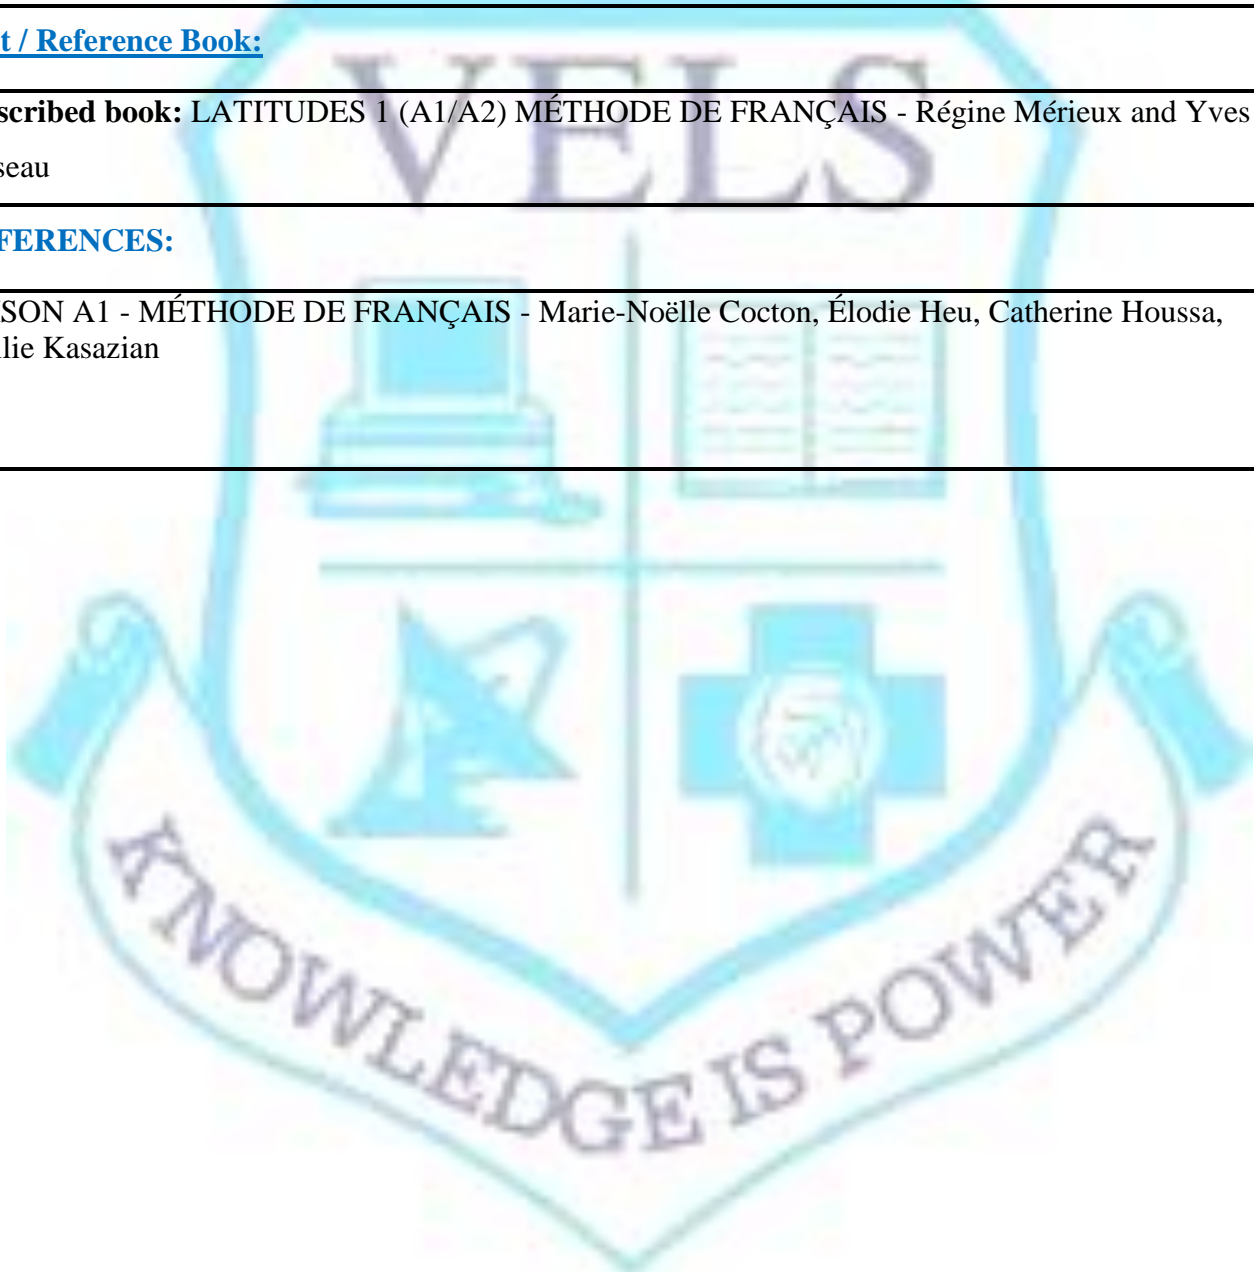 t / Reference Book:
scribed book: LATITUDES 1 (A1/A2) MÉTHODE DE FRANÇAIS - Régine Mérieux and Yves
seau
FERENCES:
SON A1 - MÉTHODE DE FRANÇAIS - Marie-Noëlle Cocton, Élodie Heu, Catherine Houssa,
ilie Kasazian
VELS
KNOWLEDGE IS POWER